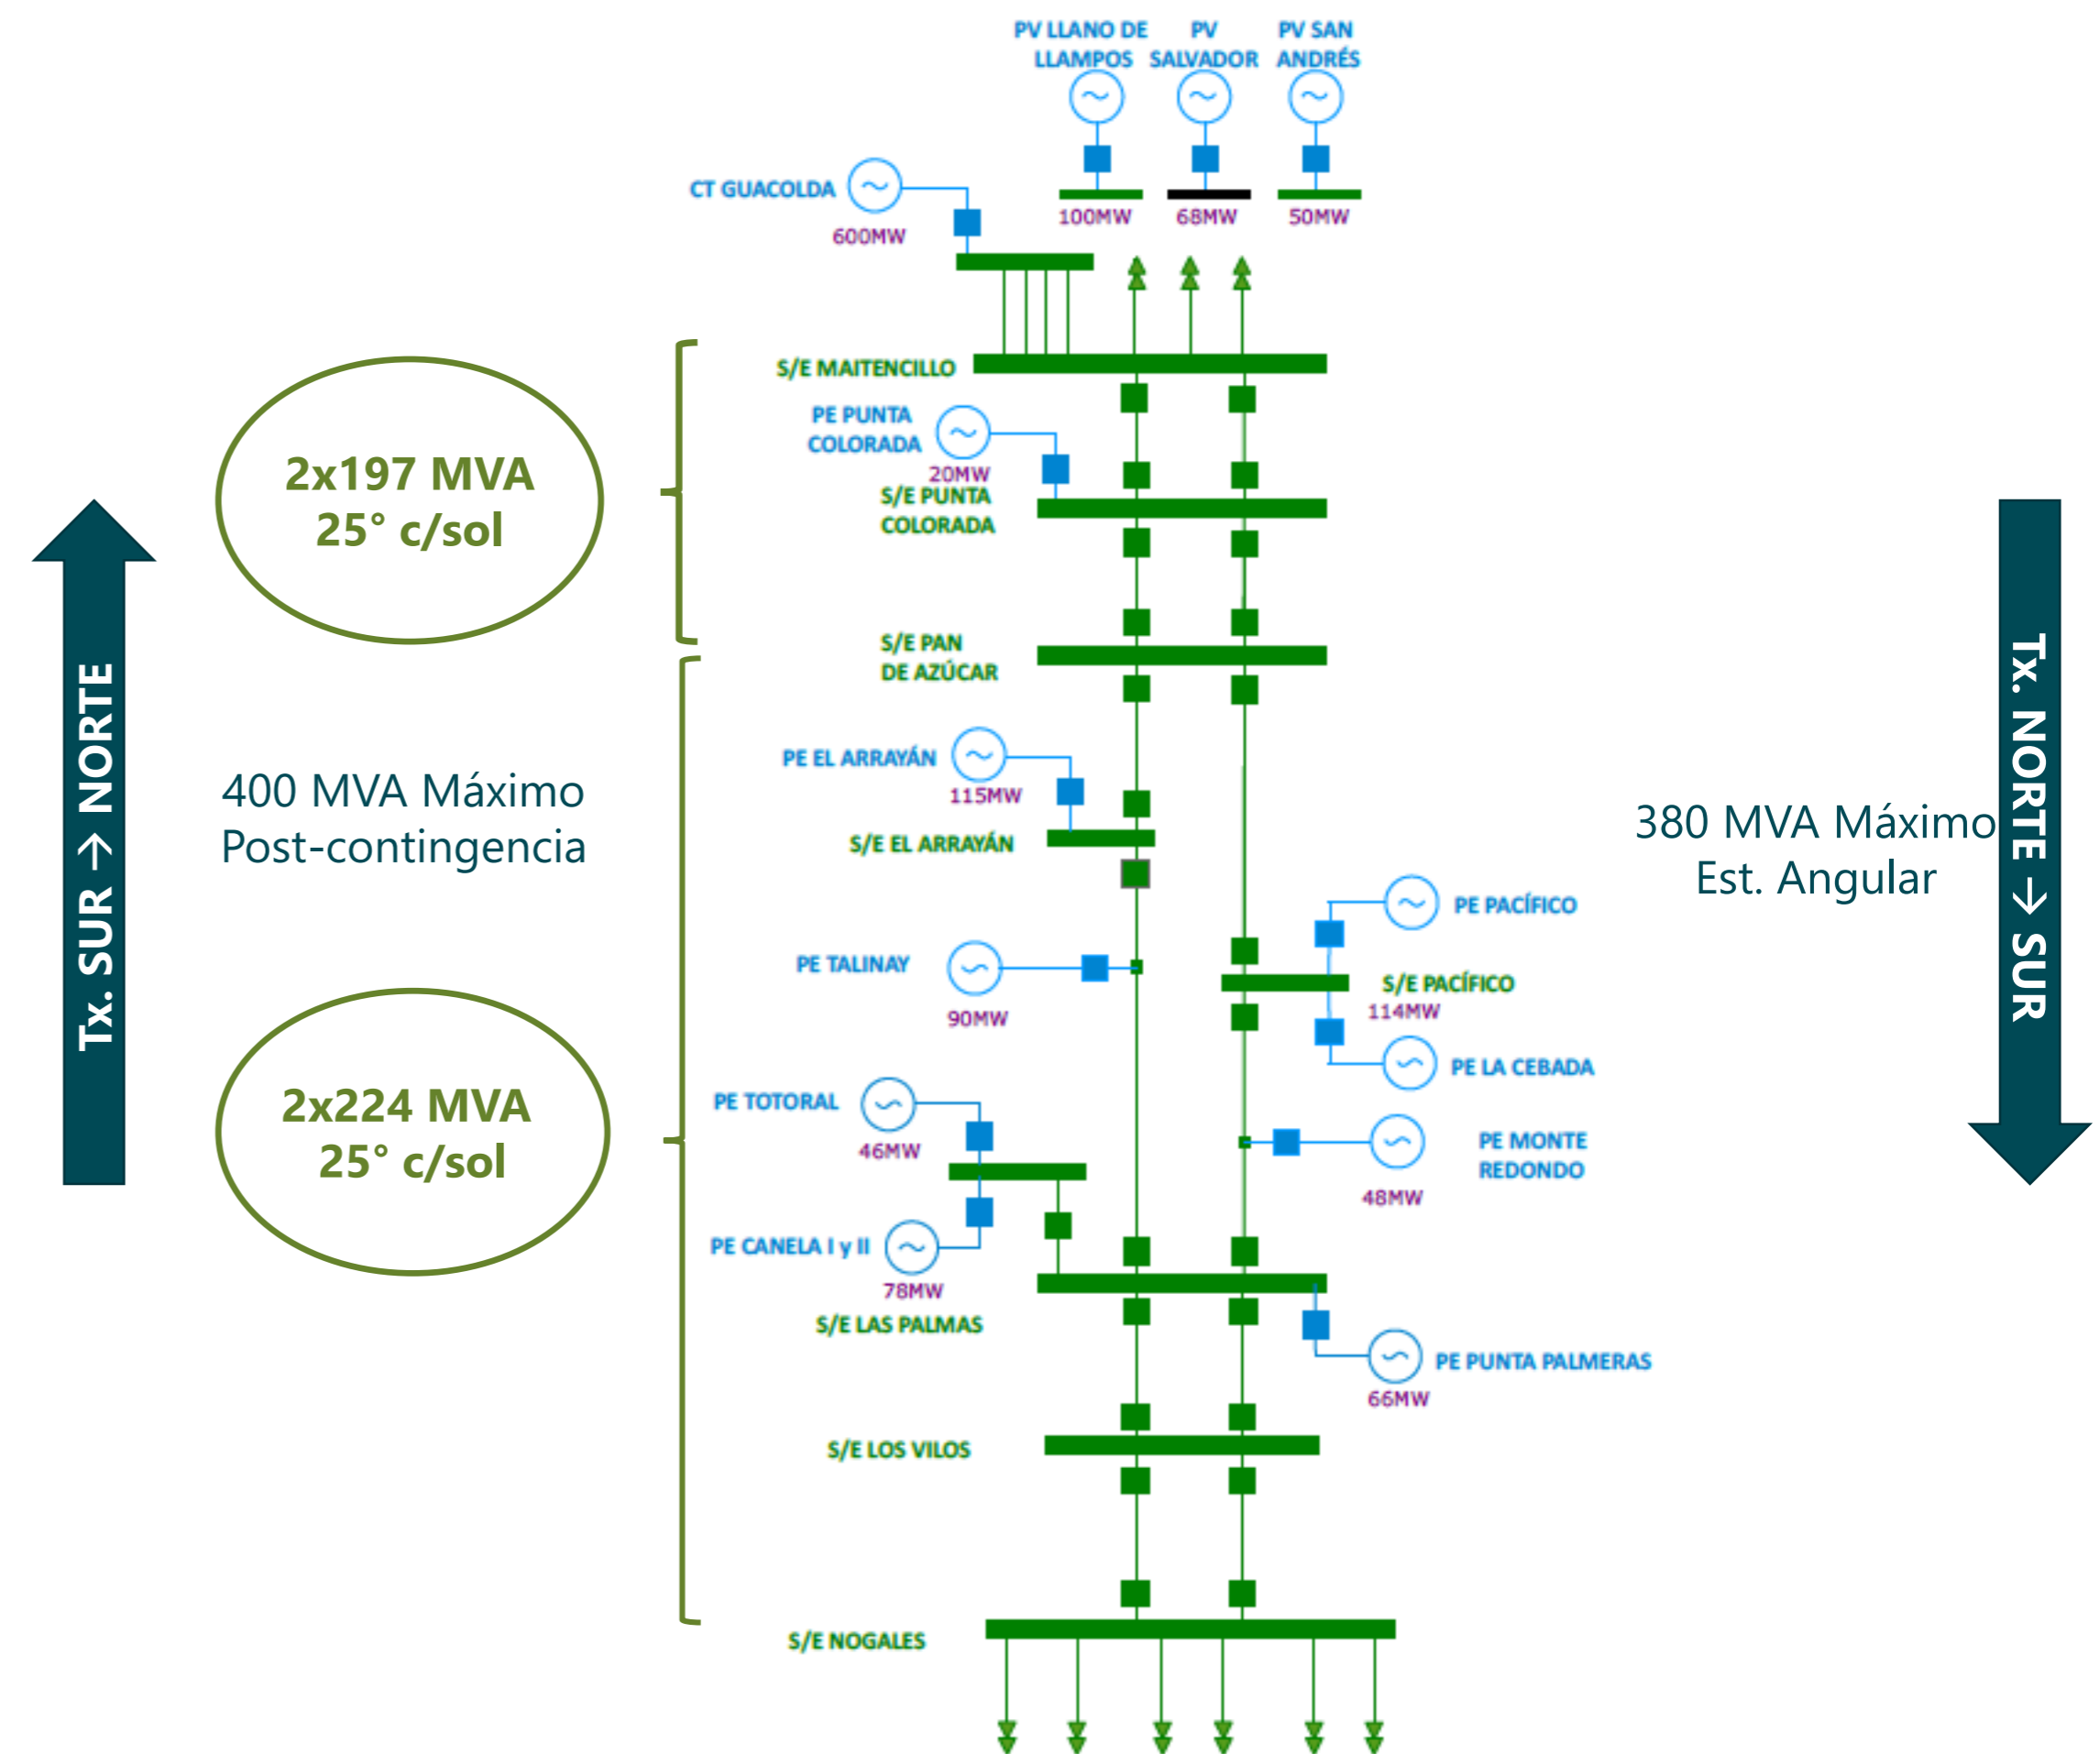 PV LLANO DE
LLAMPOS
PV
SALVADOR
PV SAN
ANDRÉS
CT GUACOLDA
600MW
100MW
68MW
50MW
S/E MAITENCILLO
PE PUNTA
COLORADA
20MW
S/E PUNTA
COLORADA
2x197 MVA
25° c/sol
S/E PAN
DE AZÚCAR
Tx. SUR → NORTE
400 MVA Máximo
Post-contingencia
PE EL ARRAYÁN
115MW
S/E EL ARRAYÁN
380 MVA Máximo
Est. Angular
Tx. NORTE → SUR
PE PACÍFICO
PE TALINAY
90MW
S/E PACÍFICO
114MW
PE LA CEBADA
2x224 MVA
25° c/sol
PE TOTORAL
46MW
PE MONTE
REDONDO
48MW
PE CANELA I y II
78MW
S/E LAS PALMAS
PE PUNTA PALMERAS
66MW
S/E LOS VILOS
S/E NOGALES